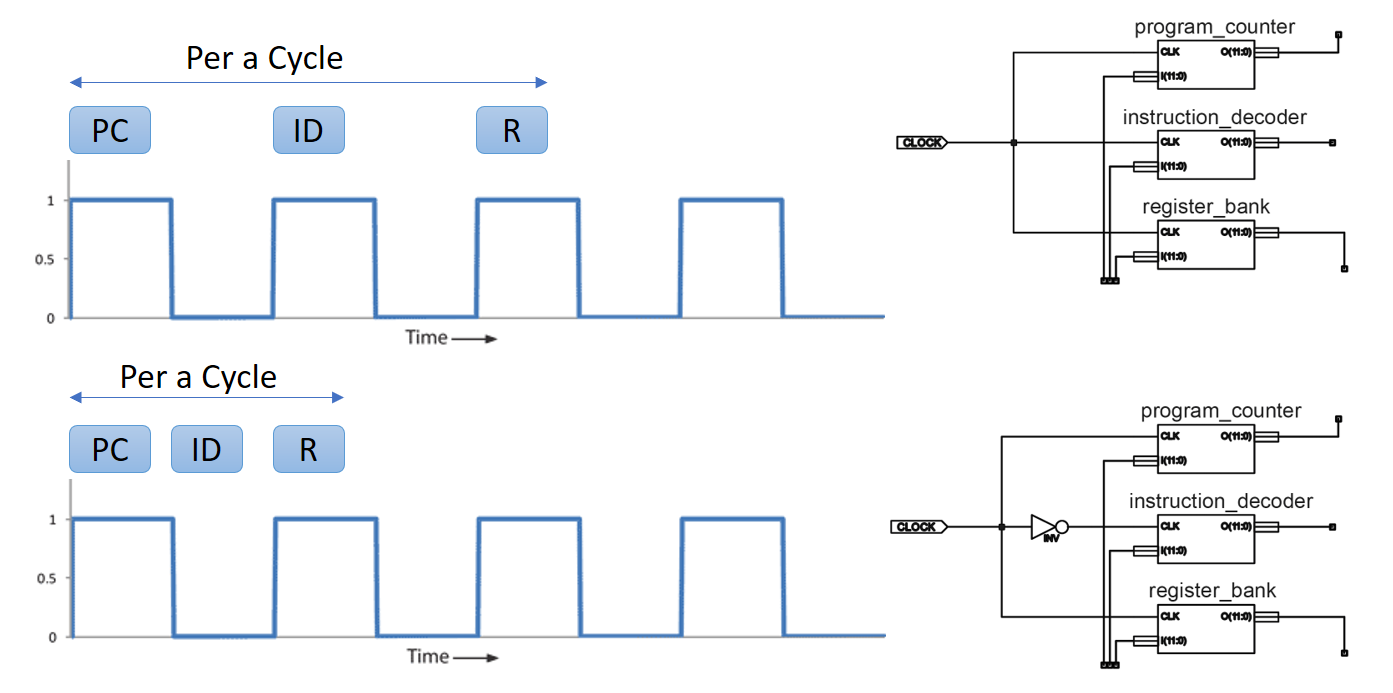 Per a Cycle
PC ID R
1
0.5
0
Time
program_counter
CLK O(11:0)
I(11:0)
instruction_decoder
CLOCK
CLK O(11:0)
I(11:0)
register_bank
CLK O(11:0)
I(11:0)
Per a Cycle
PC ID R
1
0.5
0
Time
program_counter
CLK O(11:0)
I(11:0)
instruction_decoder
CLOCK
INV
CLK O(11:0)
I(11:0)
register_bank
CLK O(11:0)
I(11:0)